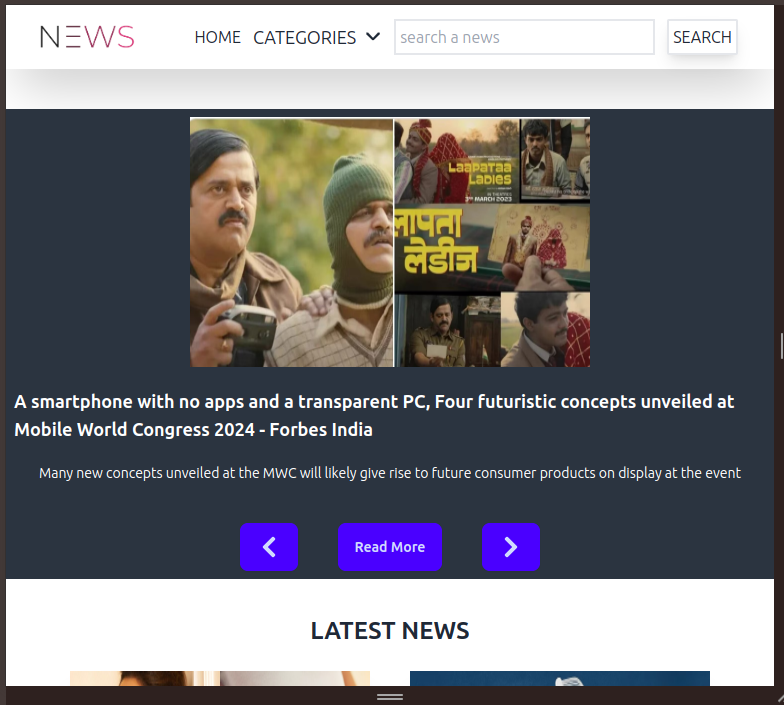 NEWS
HOME
CATEGORIES
search a news
SEARCH
LAAPATAA
LADIES
IN THEATRES
3RD MARCH 2023
लापता
लेडीज
A smartphone with no apps and a transparent PC, Four futuristic concepts unveiled at
Mobile World Congress 2024 - Forbes India
Many new concepts unveiled at the MWC will likely give rise to future consumer products on display at the event
Read More
LATEST NEWS